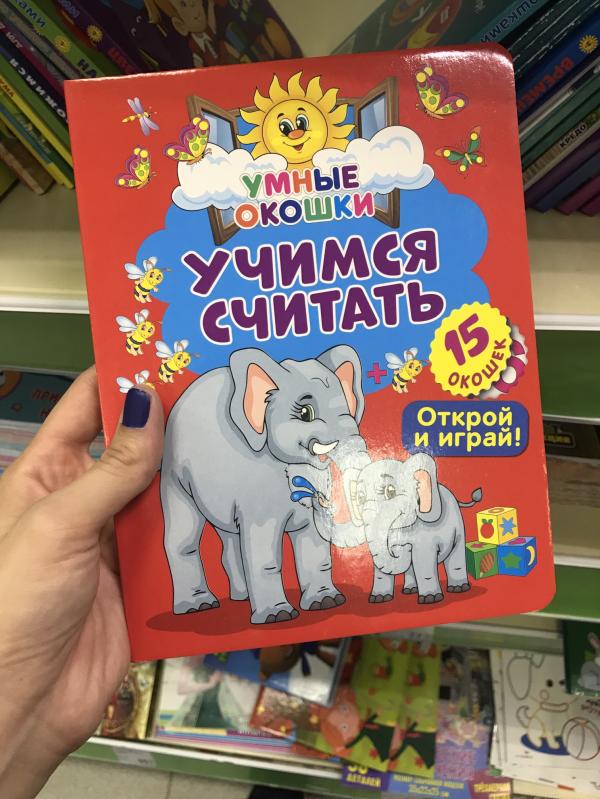 УМНЫЕ
ОКОШКИ
УЧИМСЯ
СЧИТАТЬ
15
ОКОШЕК
Открой
и играй!